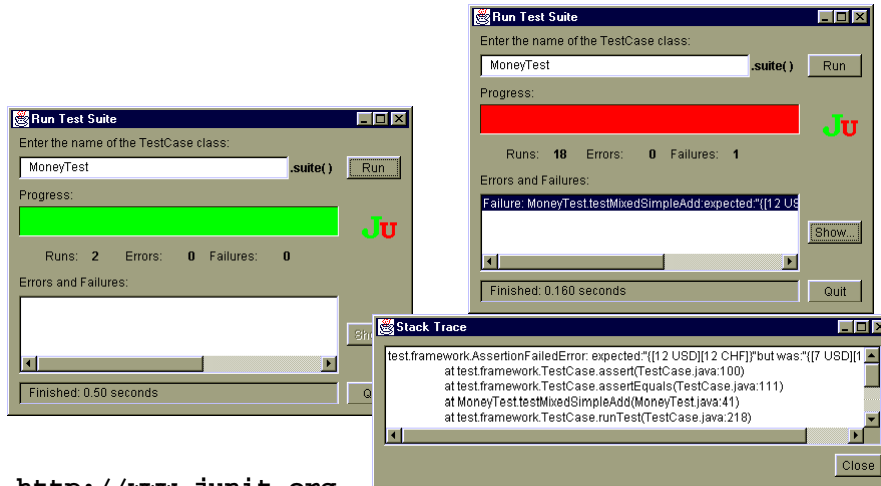 Run Test Suite
Enter the name of the TestCase class:
MoneyTest .suite( ) Run
Progress:
JU
Runs: 2 Errors: 0 Failures: 0
Errors and Failures:
Finished: 0.50 seconds
Run Test Suite
Enter the name of the TestCase class:
MoneyTest .suite( ) Run
Progress:
JU
Runs: 18 Errors: 0 Failures: 1
Errors and Failures:
Failure: MoneyTest.testMixedSimpleAdd:expected:"{[12 US
Show...
Finished: 0.160 seconds Quit
Stack Trace
test.framework.AssertionFailedError: expected:"{[12 USD][12 CHF]}"but was:"{[7 USD][1
at test.framework.TestCase.assert(TestCase.java:100)
at test.framework.TestCase.assertEquals(TestCase.java:111)
at MoneyTest.testMixedSimpleAdd(MoneyTest.java:41)
at test.framework.TestCase.runTest(TestCase.java:218)
Close
http://www.junit.org